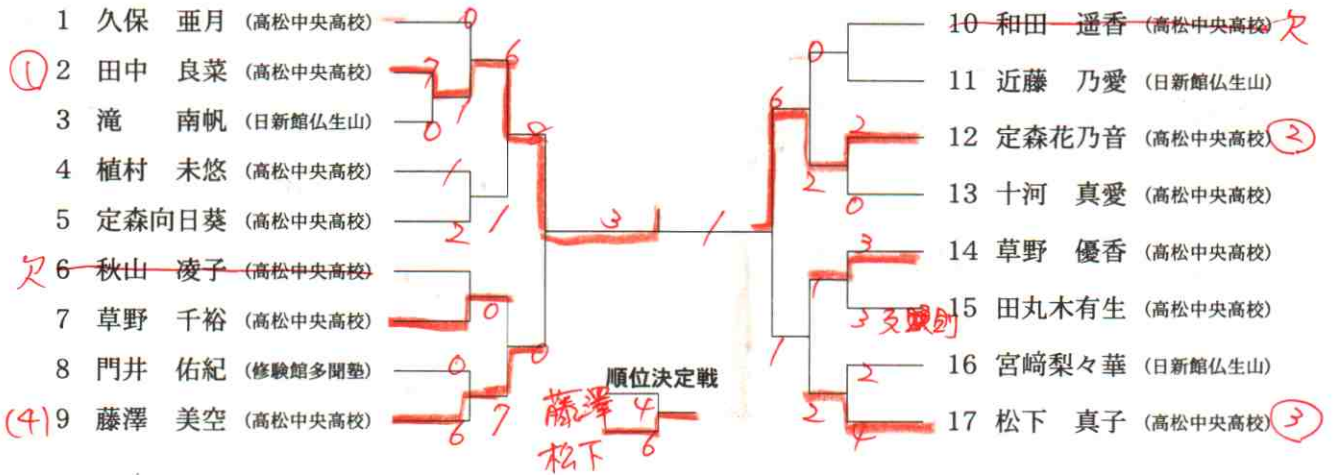 1 久保 亜月 (高松中央高校)
① 2 田中 良菜 (高松中央高校)
3 滝 南帆 (日新館仏生山)
4 植村 未悠 (高松中央高校)
5 定森向日葵 (高松中央高校)
欠 6 秋山 凌子 (高松中央高校)
7 草野 千裕 (高松中央高校)
8 門井 佑紀 (修験館多聞塾)
(4) 9 藤澤 美空 (高松中央高校)
0
6
7
1
0
8
1
1
2
0
0
0
7
6
3
1
順位決定戦
藤澤 4
松下 6
10 和田 遥香 (高松中央高校) 欠
11 近藤 乃愛 (日新館仏生山)
12 定森花乃音 (高松中央高校) ②
13 十河 真愛 (高松中央高校)
14 草野 優香 (高松中央高校)
15 田丸木有生 (高松中央高校)
16 宮﨑梨々華 (日新館仏生山)
17 松下 真子 (高松中央高校) ③
0
6
2
2
0
3
1
3
1
2
2
4